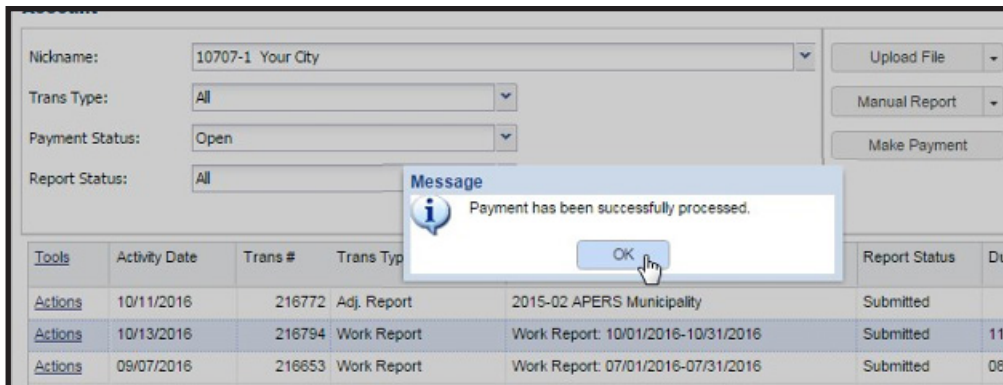 Account
Nickname: 10707-1 Your City Upload File
Trans Type: All Manual Report
Payment Status: Open Make Payment
Report Status: All
Message
Payment has been successfully processed.
OK
Tools Activity Date Trans # Trans Typ Report Status Du
Actions 10/11/2016 216772 Adj. Report 2015-02 APERS Municipality Submitted
Actions 10/13/2016 216794 Work Report Work Report: 10/01/2016-10/31/2016 Submitted 11
Actions 09/07/2016 216653 Work Report Work Report: 07/01/2016-07/31/2016 Submitted 08